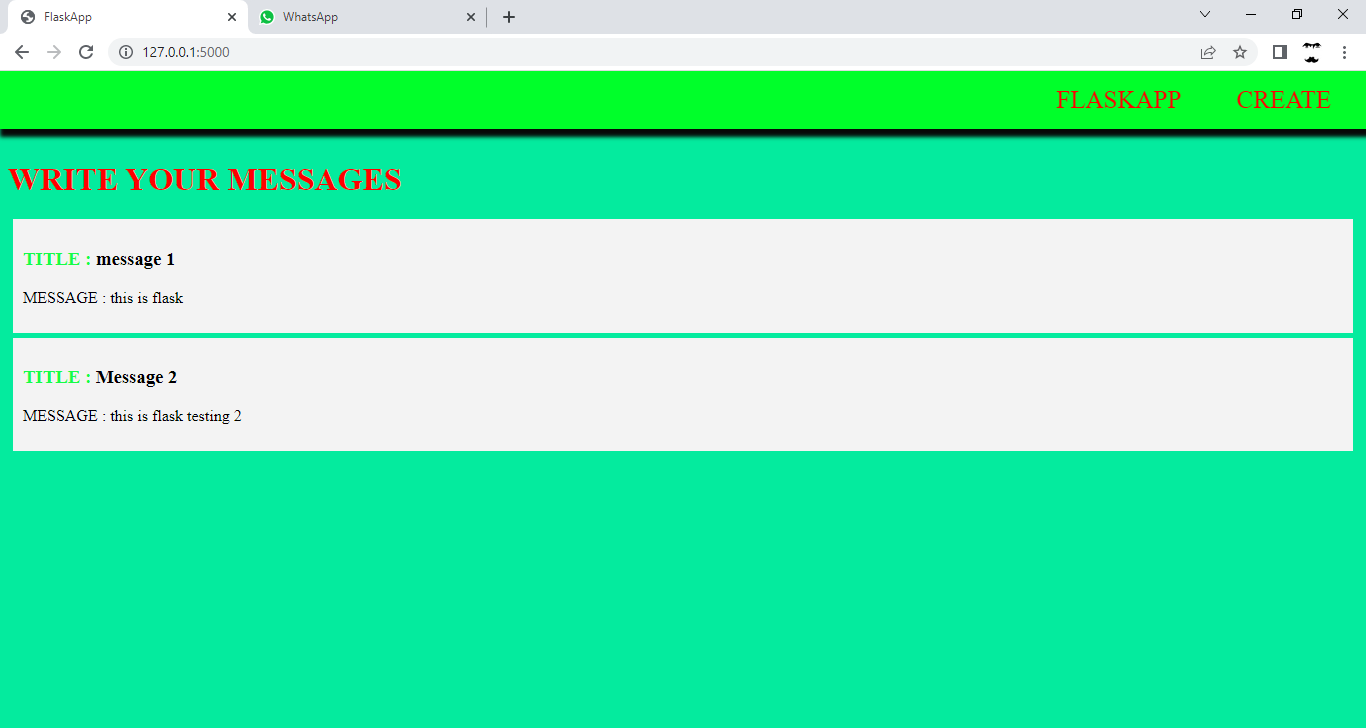 FlaskApp
WhatsApp
127.0.0.1:5000
FLASKAPP CREATE
WRITE YOUR MESSAGES
TITLE : message 1
MESSAGE : this is flask
TITLE : Message 2
MESSAGE : this is flask testing 2